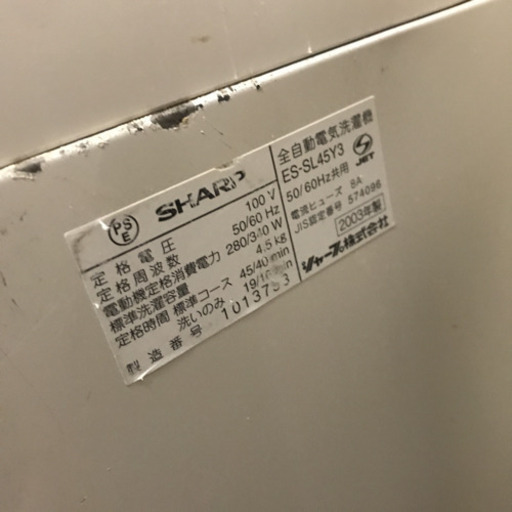 PSE
SHARP
定格電圧 100 V
定格周波数 50/60 Hz
電動機定格消費電力 280/340 W
標準洗濯容量 4.5 kg
定格時間 標準コース 45/40 min
洗いのみ 19/ min
製造番号 1013753
全自動電気洗濯機
ES-SL45Y3
50/60Hz共用
JET
電流ヒューズ 8A
JIS認定番号 574096
2003年製
シャープ株式会社